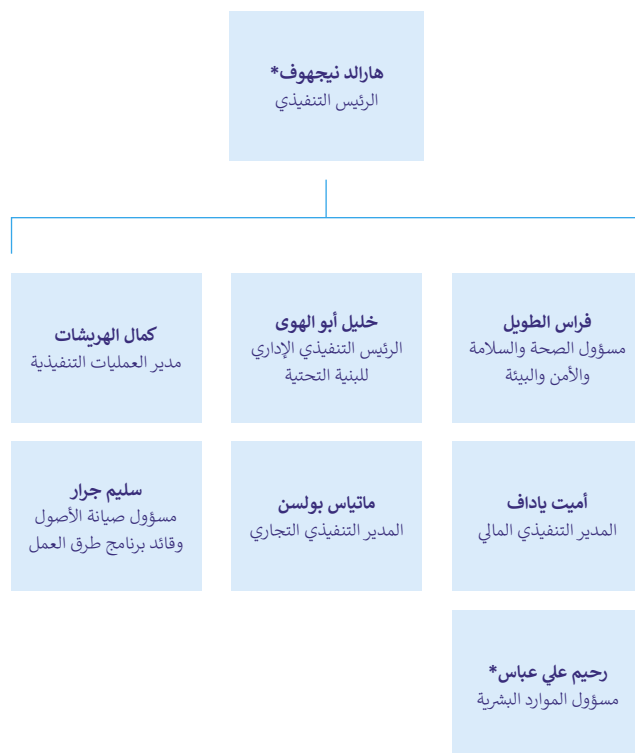 هارالد نيجهوف*
الرئيس التنفيذي
فراس الطويل
مسؤول الصحة والسلامة
والأمن والبيئة
خليل أبو الهوى
الرئيس التنفيذي الإداري
للبنية التحتية
كمال الهريشات
مدير العمليات التنفيذية
أميت ياداف
المدير التنفيذي المالي
ماتياس بولسن
المدير التنفيذي التجاري
سليم جرار
مسؤول صيانة الأصول
وقائد برنامج طرق العمل
رحيم علي عباس*
مسؤول الموارد البشرية